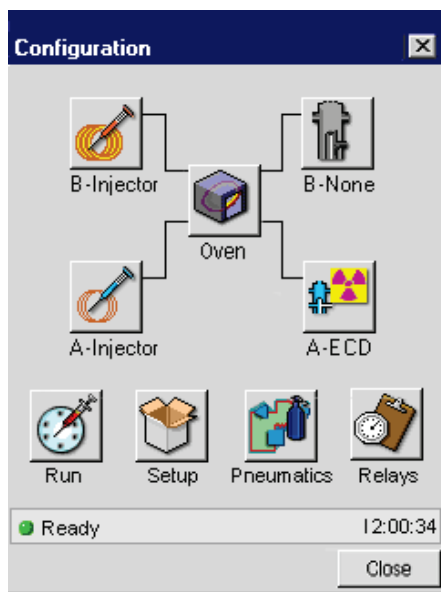 Configuration
B-Injector
B-None
Oven
A-Injector
A-ECD
Run
Setup
Pneumatics
Relays
Ready
12:00:34
Close